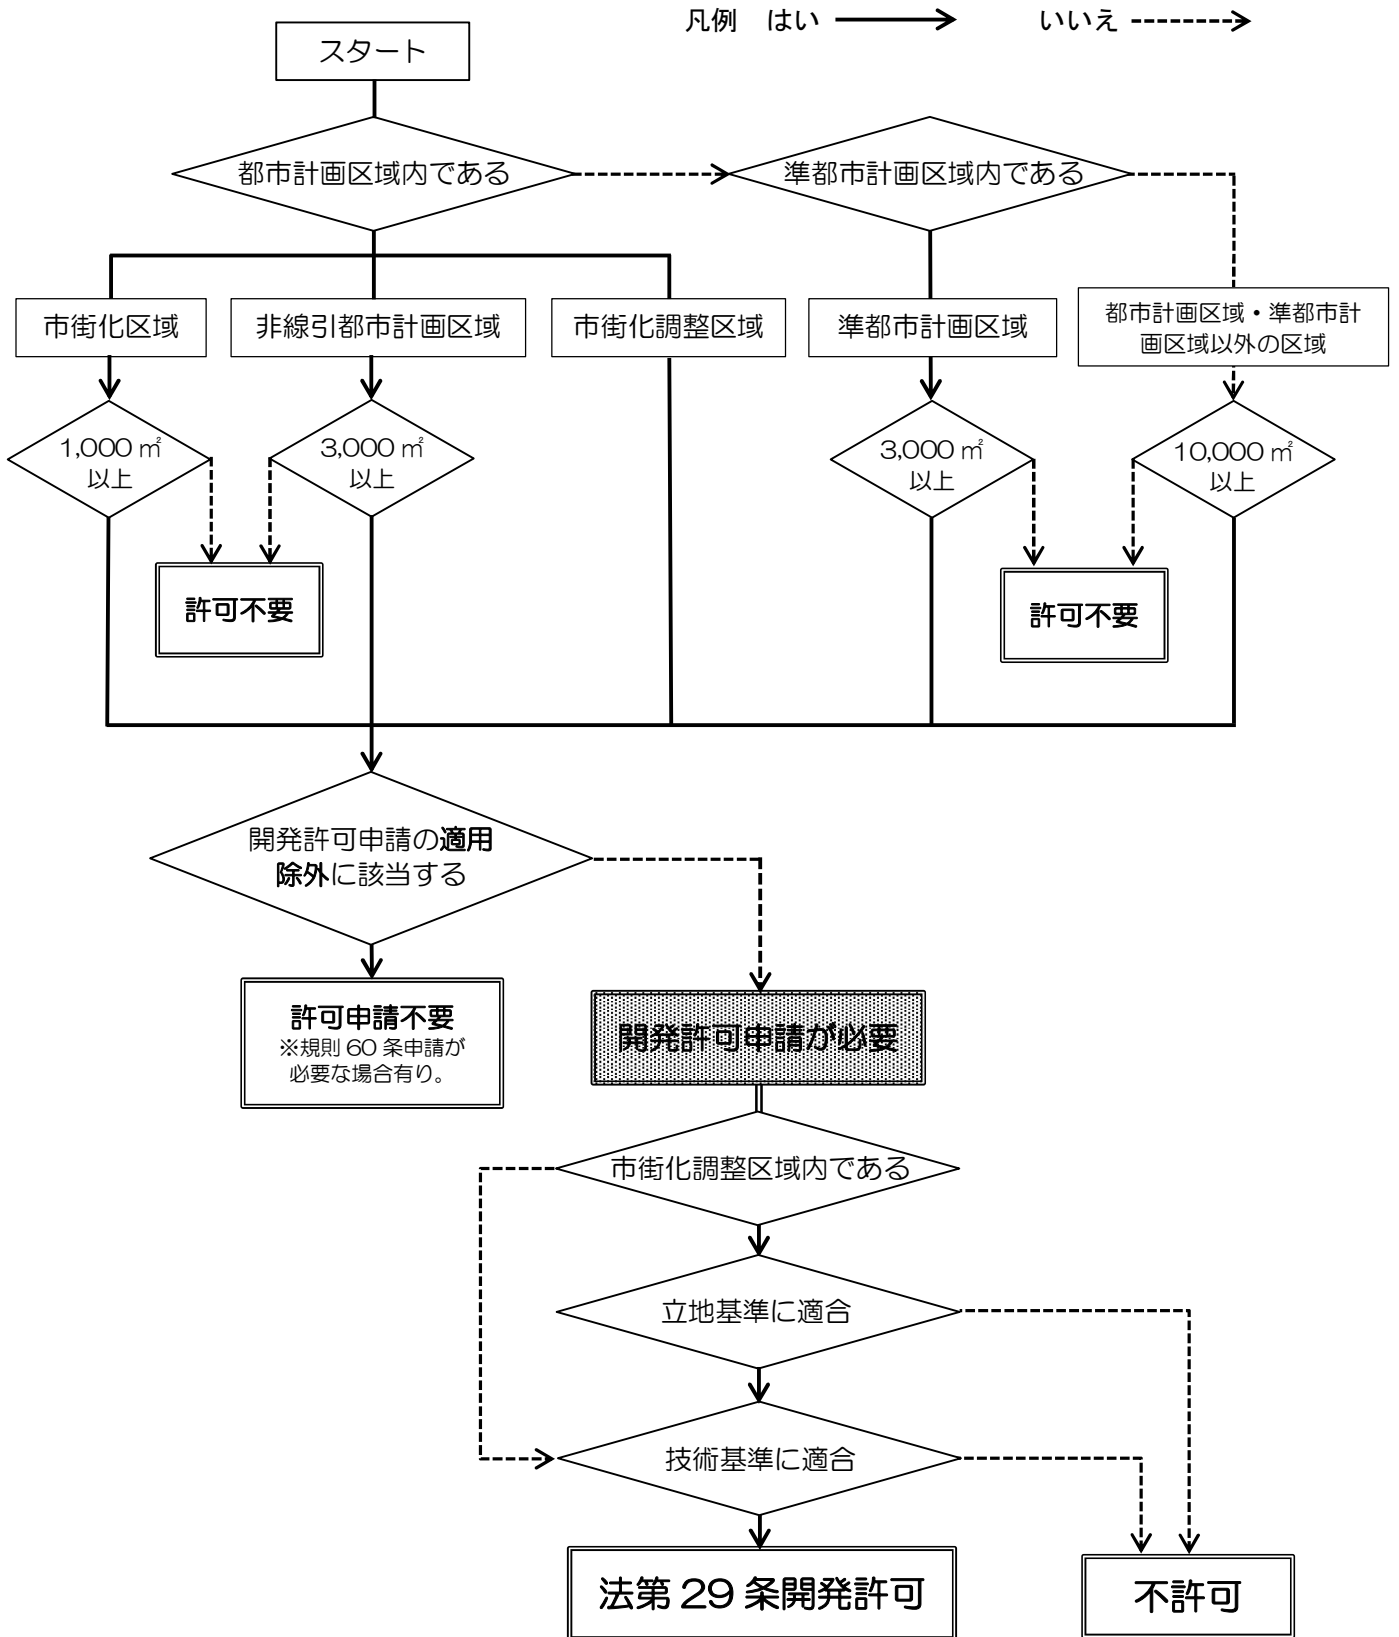 凡例 はい いいえ
スタート
都市計画区域内である
準都市計画区域内である
市街化区域
非線引都市計画区域
市街化調整区域
準都市計画区域
都市計画区域・準都市計
画区域以外の区域
1,000㎡
以上
3,000㎡
以上
3,000㎡
以上
10,000㎡
以上
許可不要
許可不要
開発許可申請の適用
除外に該当する
許可申請不要
※規則60条申請が
必要な場合有り。
開発許可申請が必要
市街化調整区域内である
立地基準に適合
技術基準に適合
法第29条開発許可
不許可